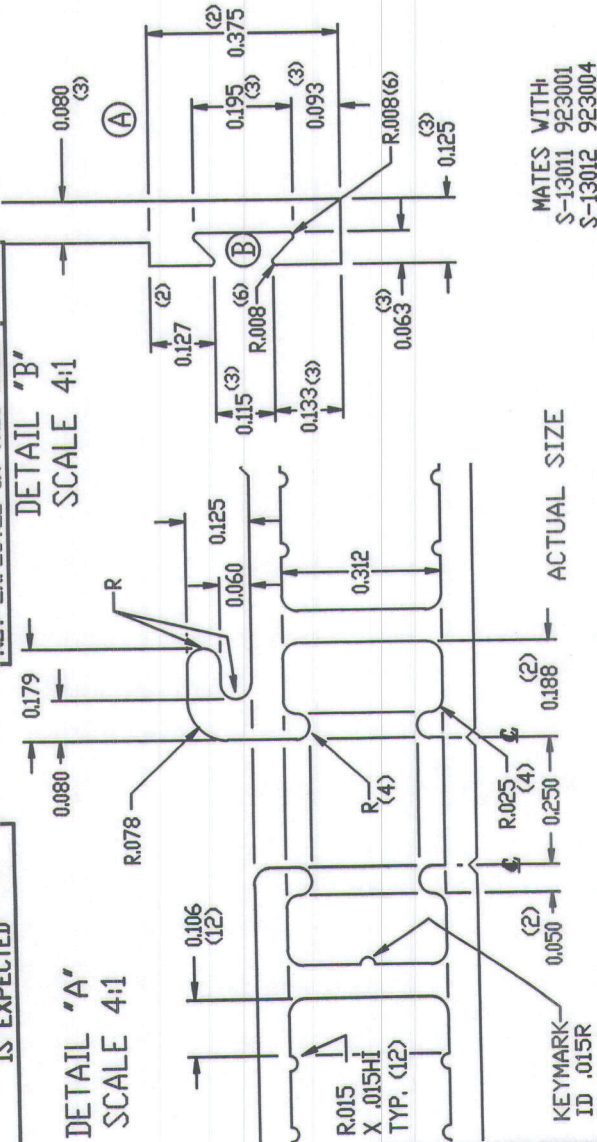 IS EXPECTED
DETAIL "A"
SCALE 4:1
0.106
(12)
R.015
X .015HI
TYP. (12)
KEYMARK
ID .015R
0.080
0.179
R.078
R
0.060
0.125
R
(4)
0.312
R.025
(4)
(2)
0.050
0.250
(2)
0.188
℄
℄
ACTUAL SIZE
DETAIL "B"
SCALE 4:1
0.080
(3)
A
(2)
0.375
0.195
(3)
(3)
0.093
(2)
0.127
B
(6)
R.008
R.008(6)
0.115
(3)
0.133(3)
(3)
0.063
(3)
0.125
MATES WITH:
S-13011 923001
S-13012 923004